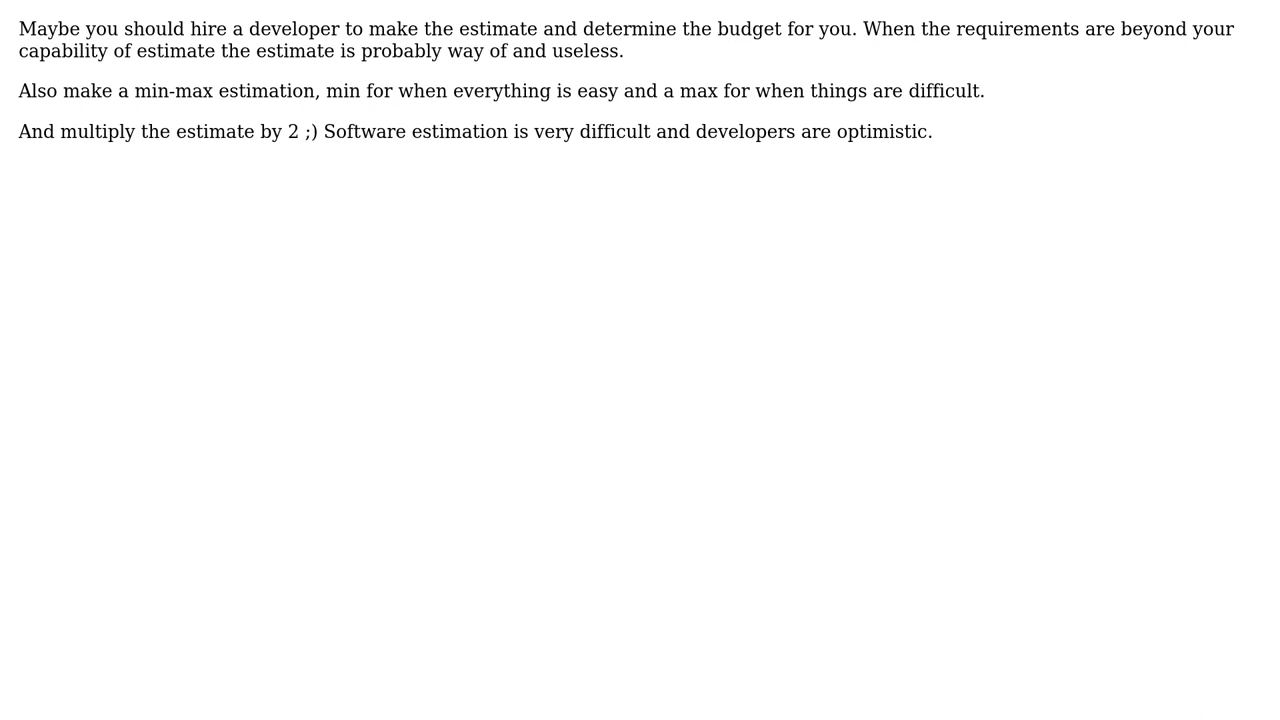 Maybe you should hire a developer to make the estimate and determine the budget for you. When the requirements are beyond your
capability of estimate the estimate is probably way of and useless.
Also make a min-max estimation, min for when everything is easy and a max for when things are difficult.
And multiply the estimate by 2 ;) Software estimation is very difficult and developers are optimistic.